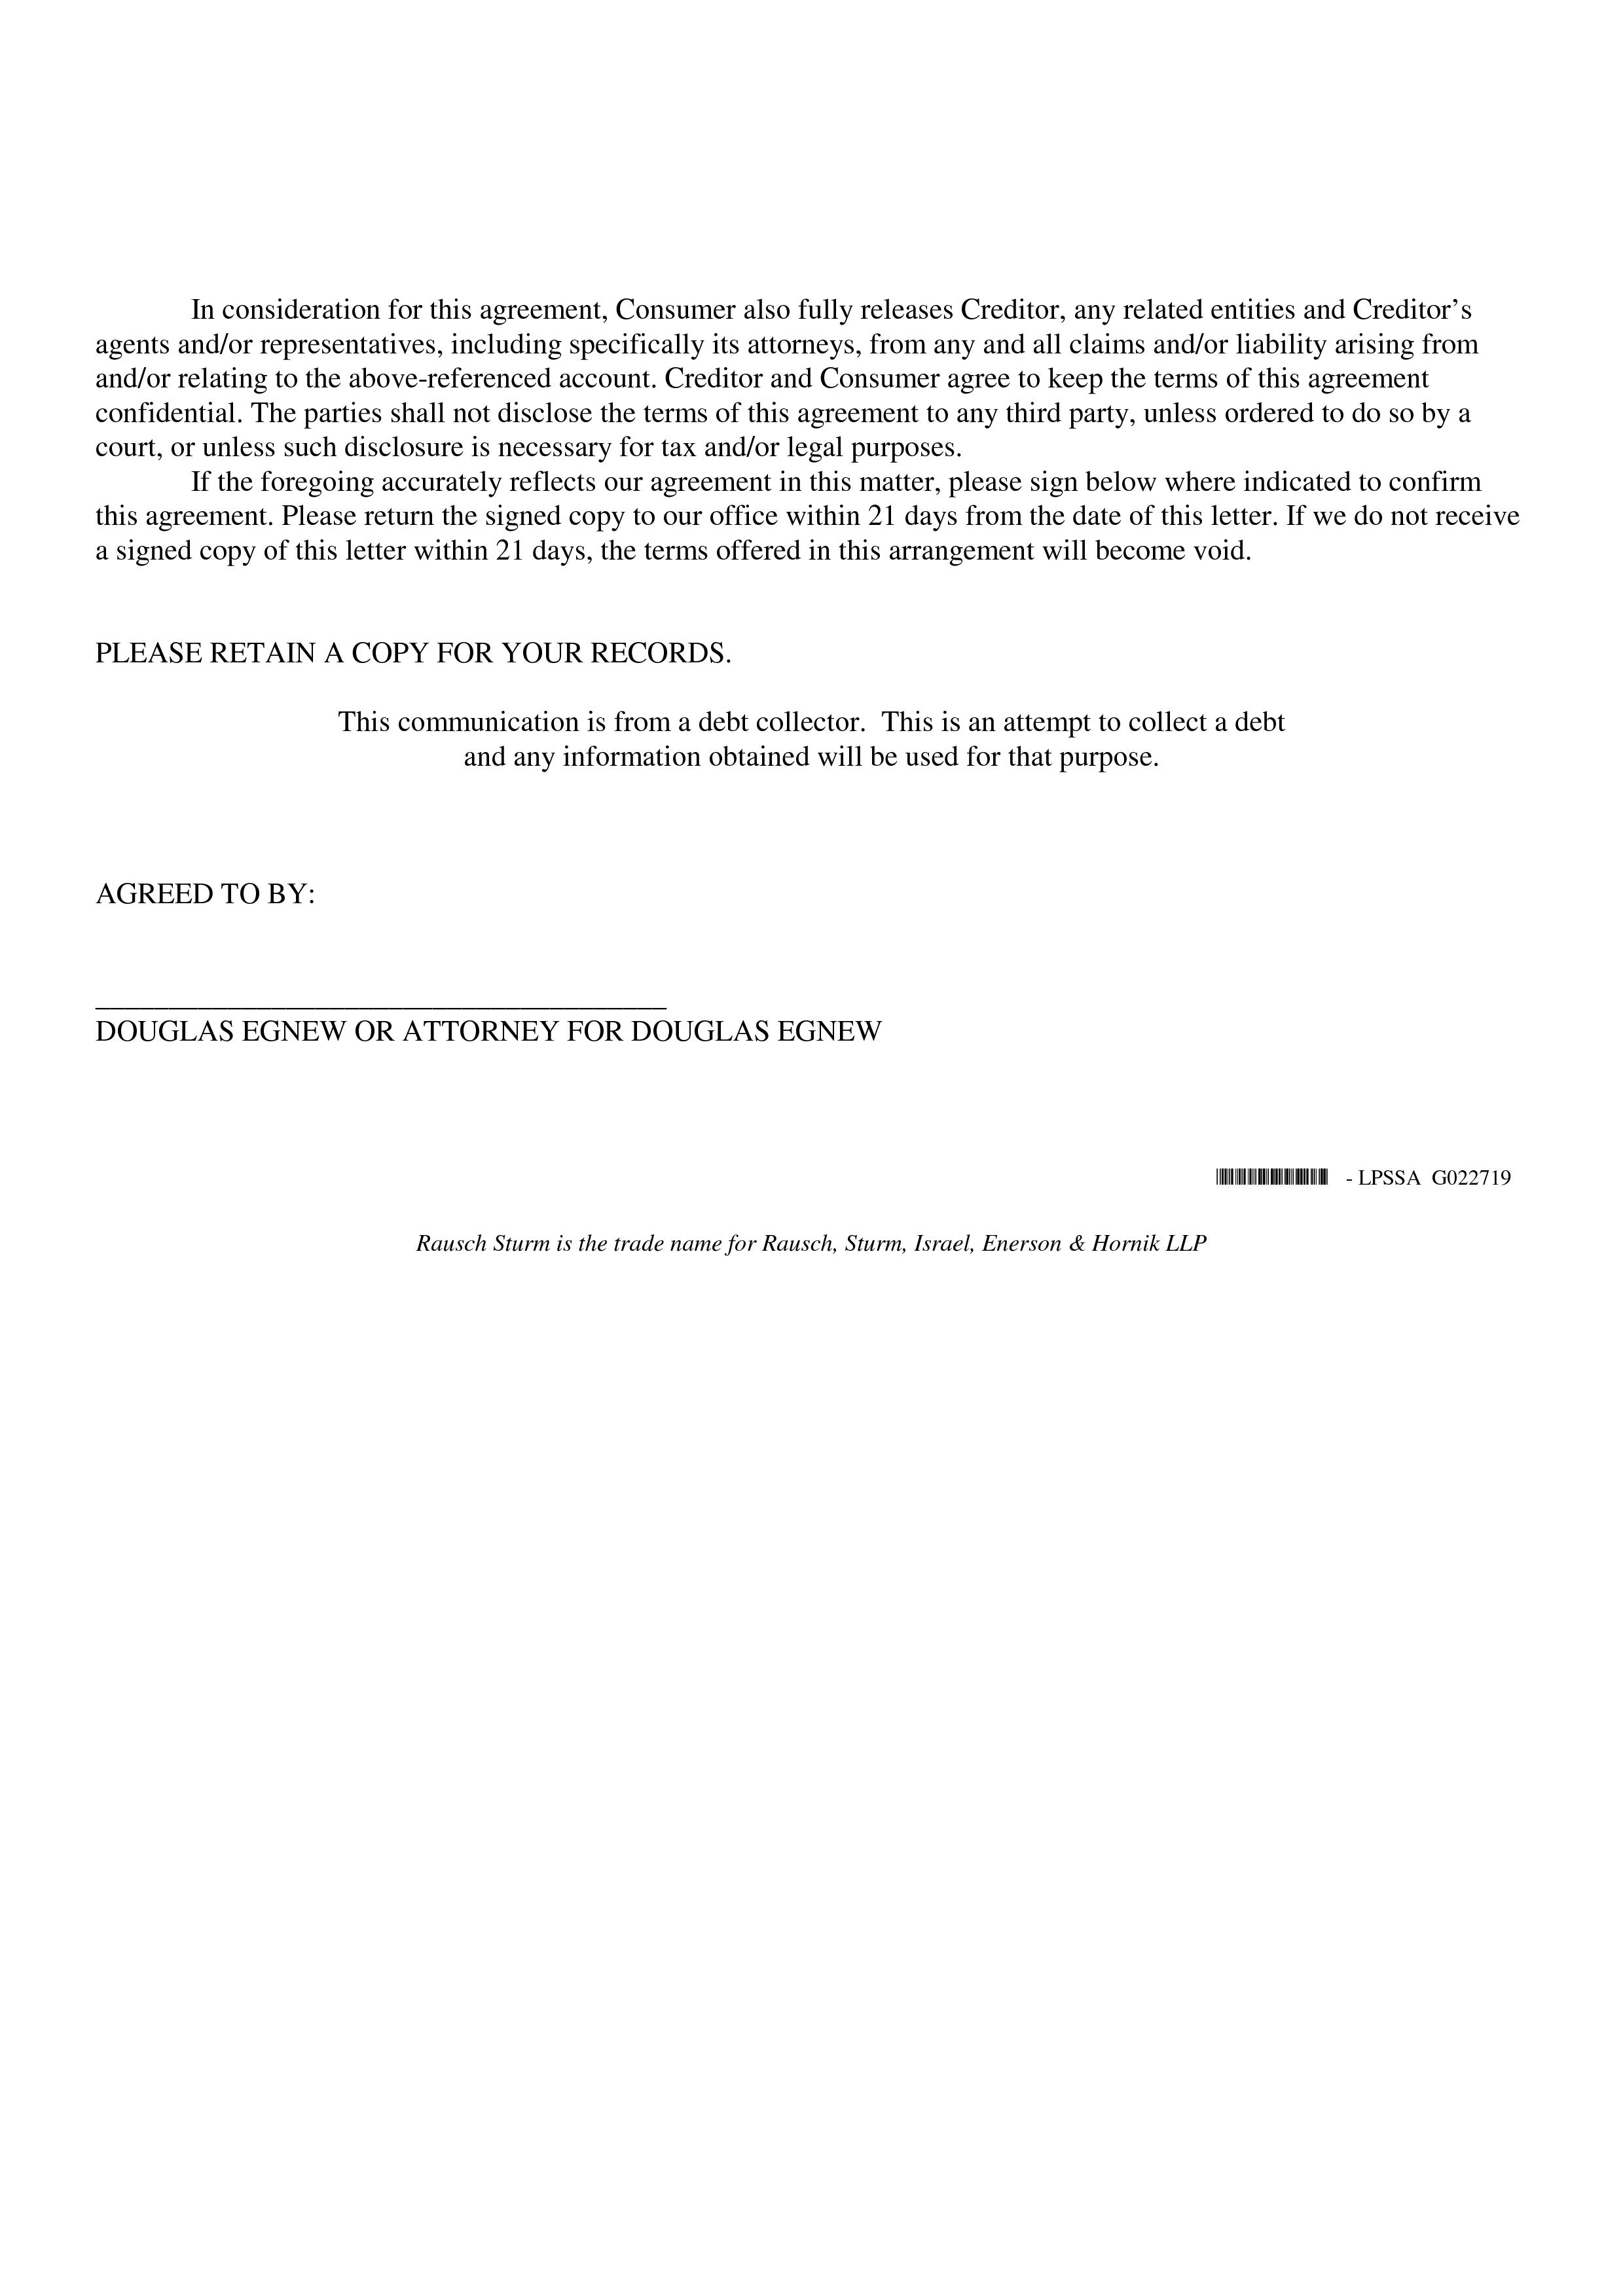 In consideration for this agreement, Consumer also fully releases Creditor, any related entities and Creditor’s
agents and/or representatives, including specifically its attorneys, from any and all claims and/or liability arising from
and/or relating to the above-referenced account. Creditor and Consumer agree to keep the terms of this agreement
confidential. The parties shall not disclose the terms of this agreement to any third party, unless ordered to do so by a
court, or unless such disclosure is necessary for tax and/or legal purposes.
If the foregoing accurately reflects our agreement in this matter, please sign below where indicated to confirm
this agreement. Please return the signed copy to our office within 21 days from the date of this letter. If we do not receive
a signed copy of this letter within 21 days, the terms offered in this arrangement will become void.
PLEASE RETAIN A COPY FOR YOUR RECORDS.
This communication is from a debt collector.  This is an attempt to collect a debt
and any information obtained will be used for that purpose.
AGREED TO BY:
DOUGLAS EGNEW OR ATTORNEY FOR DOUGLAS EGNEW
- LPSSA  G022719
Rausch Sturm is the trade name for Rausch, Sturm, Israel, Enerson & Hornik LLP